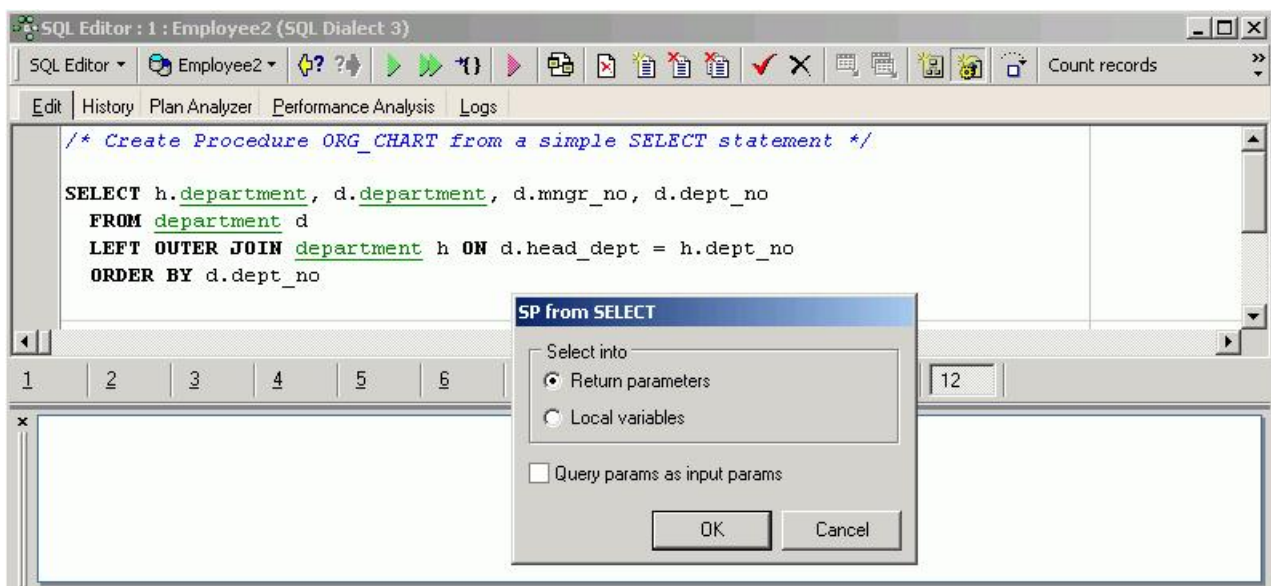 SQL Editor : 1 : Employee2 (SQL Dialect 3)
SQL Editor Employee2 Count records
Edit History Plan Analyzer Performance Analysis Logs
/* Create Procedure ORG_CHART from a simple SELECT statement */
SELECT h.department, d.department, d.mngr_no, d.dept_no
FROM department d
LEFT OUTER JOIN department h ON d.head_dept = h.dept_no
ORDER BY d.dept_no
1 2 3 4 5 6 12
SP from SELECT
Select into
Return parameters
Local variables
Query params as input params
OK Cancel